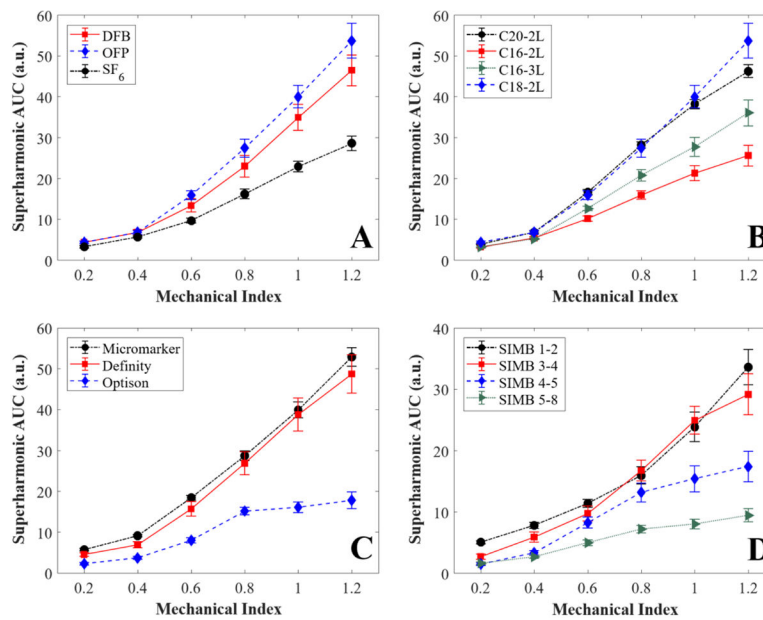 60
50
40
30
20
10
0
Superharmonic AUC (a.u.)
DFB
OFP
SF6
A
0.2 0.4 0.6 0.8 1 1.2
Mechanical Index
60
50
40
30
20
10
0
Superharmonic AUC (a.u.)
C20-2L
C16-2L
C16-3L
C18-2L
B
0.2 0.4 0.6 0.8 1 1.2
Mechanical Index
60
50
40
30
20
10
0
Superharmonic AUC (a.u.)
Micromarker
Definity
Optison
C
0.2 0.4 0.6 0.8 1 1.2
Mechanical Index
40
30
20
10
0
Superharmonic AUC (a.u.)
SIMB 1-2
SIMB 3-4
SIMB 4-5
SIMB 5-8
D
0.2 0.4 0.6 0.8 1 1.2
Mechanical Index